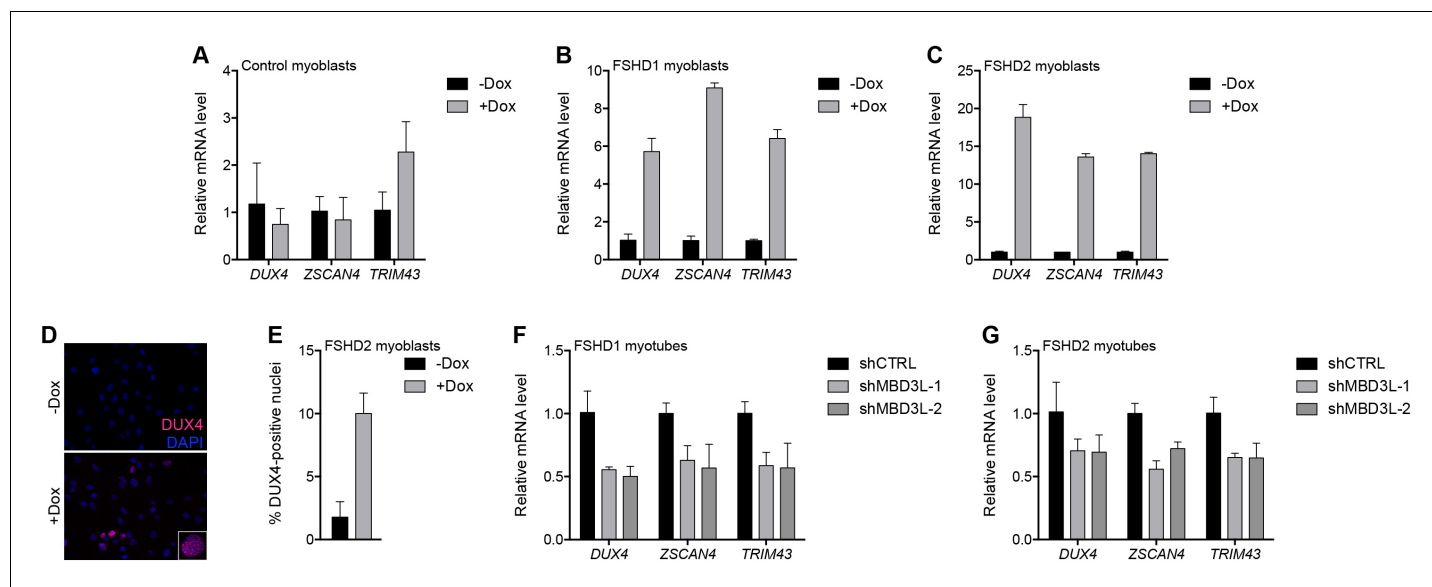 A
Control myoblasts
Relative mRNA level
4
3
2
1
0
DUX4 ZSCAN4 TRIM43
-Dox
+Dox
B
FSHD1 myoblasts
Relative mRNA level
10
8
6
4
2
0
DUX4 ZSCAN4 TRIM43
-Dox
+Dox
C
FSHD2 myoblasts
Relative mRNA level
25
20
15
10
5
0
DUX4 ZSCAN4 TRIM43
-Dox
+Dox
D
-Dox
DUX4
DAPI
+Dox
E
FSHD2 myoblasts
% DUX4-positive nuclei
15
10
5
0
-Dox
+Dox
F
FSHD1 myotubes
Relative mRNA level
1.5
1.0
0.5
0.0
DUX4 ZSCAN4 TRIM43
shCTRL
shMBD3L-1
shMBD3L-2
G
FSHD2 myotubes
Relative mRNA level
1.5
1.0
0.5
0.0
DUX4 ZSCAN4 TRIM43
shCTRL
shMBD3L-1
shMBD3L-2